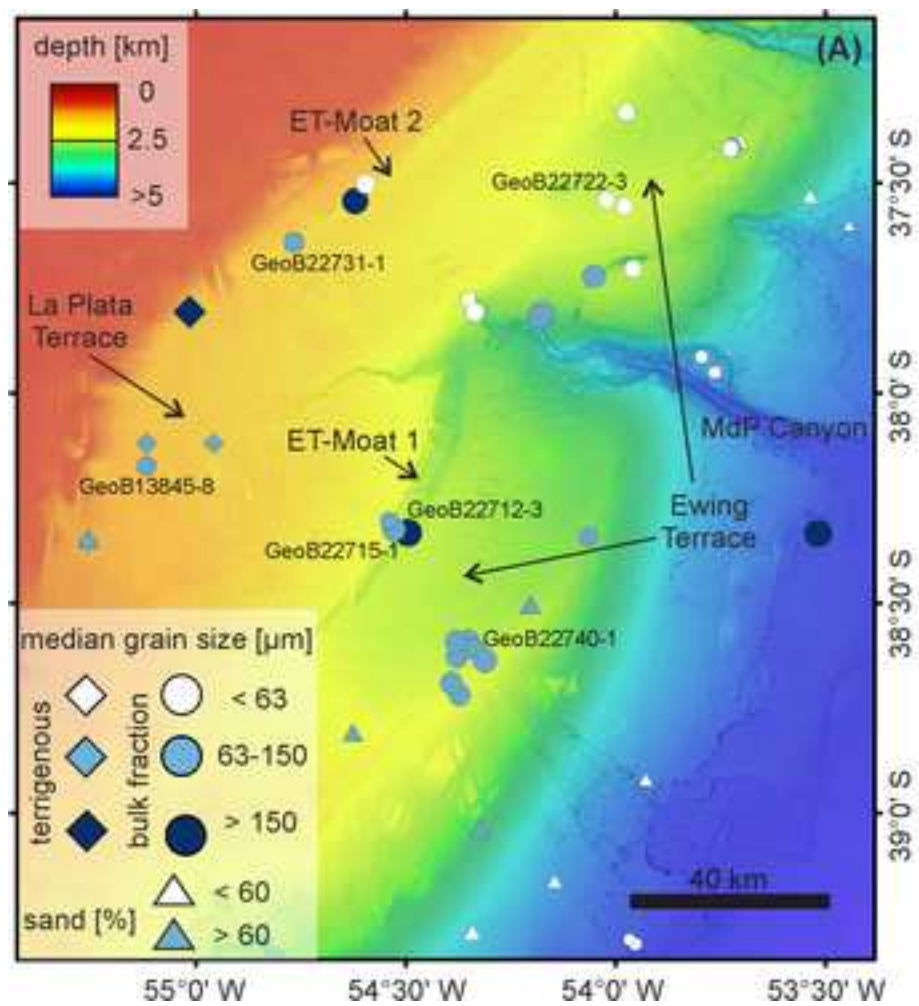 depth [km]
0
2.5
>5
(A)
ET-Moat 2
GeoB22722-3
37°30' S
GeoB22731-1
La Plata
Terrace
38°0' S
MdP Canyon
ET-Moat 1
GeoB13845-8
GeoB22712-3
Ewing
Terrace
GeoB22715-1
38°30' S
median grain size [µm]
GeoB22740-1
terrigenous
bulk fraction
< 63
63-150
> 150
39°0' S
sand [%]
< 60
> 60
40 km
55°0' W
54°30' W
54°0' W
53°30' W